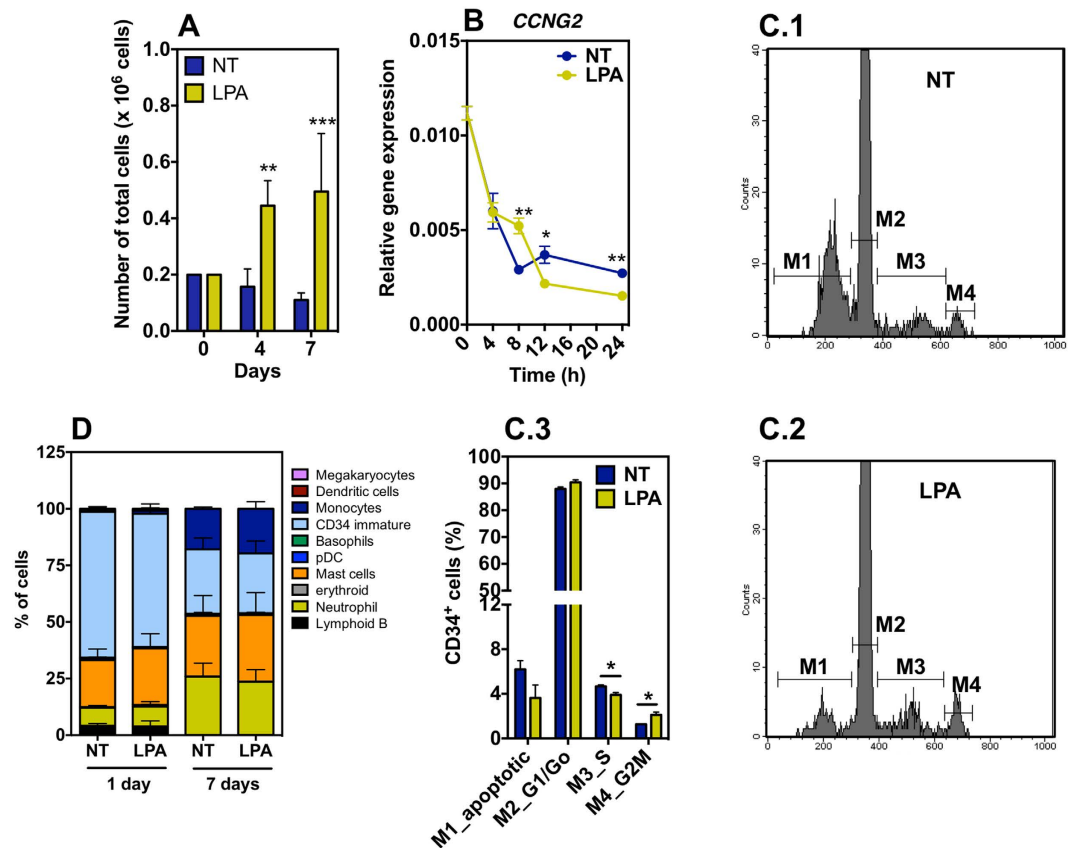 A
Number of total cells (x 10⁶ cells)
1.0
0.8
0.6
0.4
0.2
0.0
NT
LPA
**
***
0 4 7
Days
B
CCNG2
Relative gene expression
0.015
0.010
0.005
0.000
NT
LPA
**
*
**
0 4 8 12 16 20 24
Time (h)
C.1
NT
Counts
40
30
20
10
0
M1
M2
M3
M4
0 200 400 600 800 1000
D
% of cells
125
100
75
50
25
0
NT LPA NT LPA
1 day 7 days
Megakaryocytes
Dendritic cells
Monocytes
CD34 immature
Basophils
pDC
Mast cells
erythroid
Neutrophil
Lymphoid B
C.3
CD34⁺ cells (%)
100
90
80
70
60
50
12
8
4
0
NT
LPA
*
*
M1_apoptotic
M2_G1/Go
M3_S
M4_G2M
C.2
LPA
Counts
40
30
20
10
0
M1
M2
M3
M4
0 200 400 600 800 1000